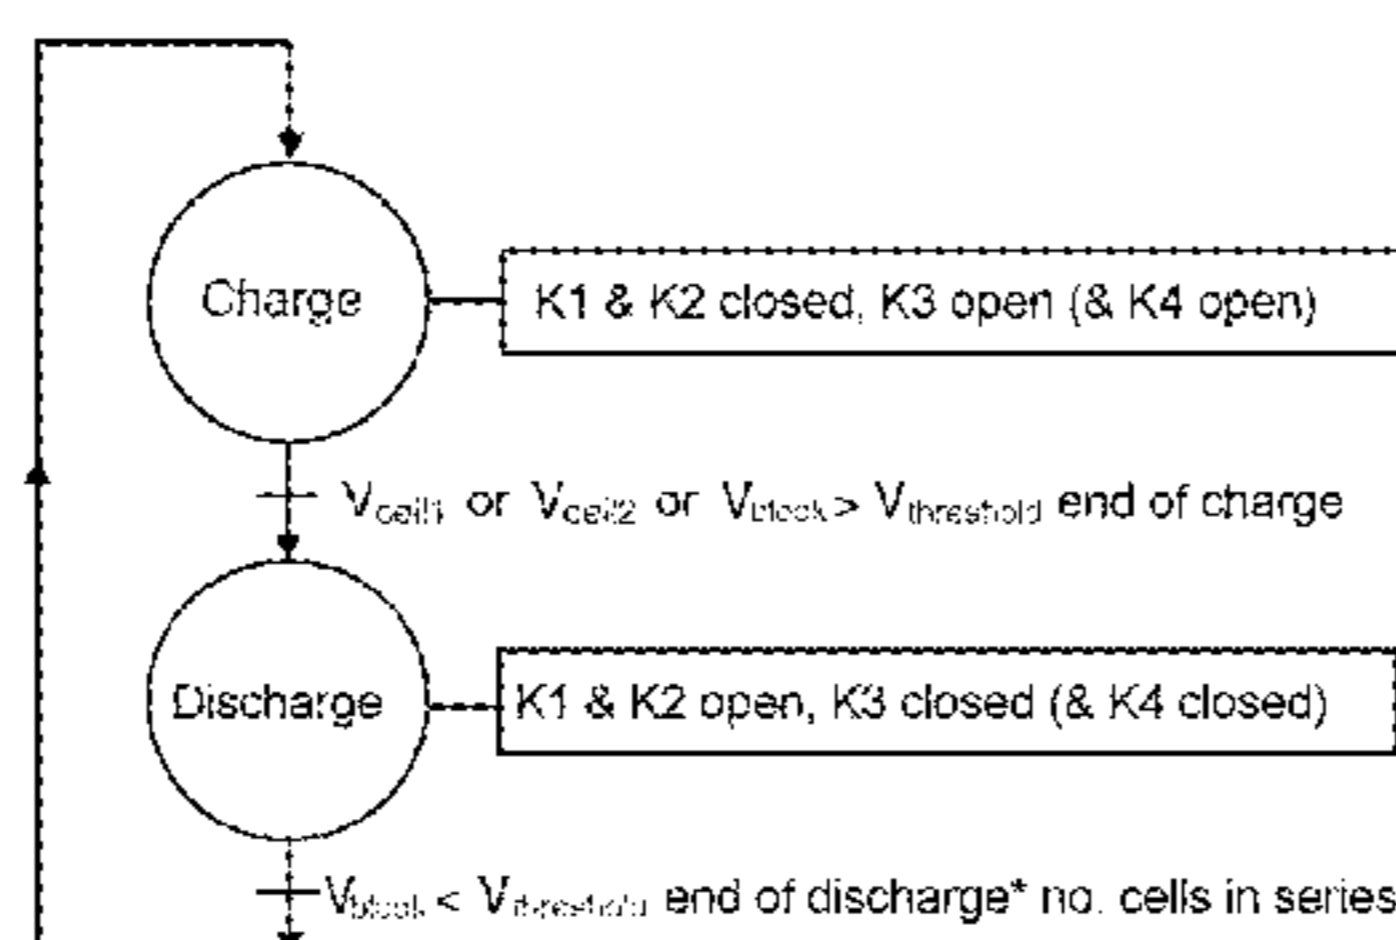 Charge
K1 & K2 closed, K3 open (& K4 open)
Vcell1 or Vcell2 or Vblock > Vthreshold end of charge
Discharge
K1 & K2 open, K3 closed (& K4 closed)
Vblock < Vthreshold end of discharge* no. cells in series